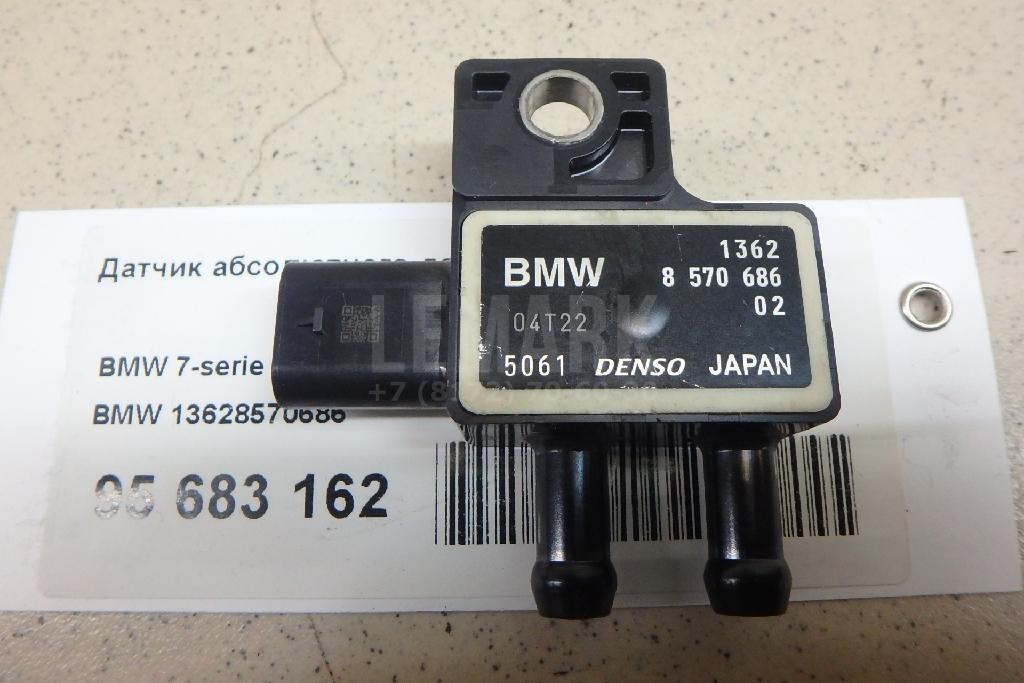 1362
BMW 8 570 686
02
04T22
5061 DENSO JAPAN
Датчик
BMW 7-serie
BMW 13628570686
95 683 162
LEMARK